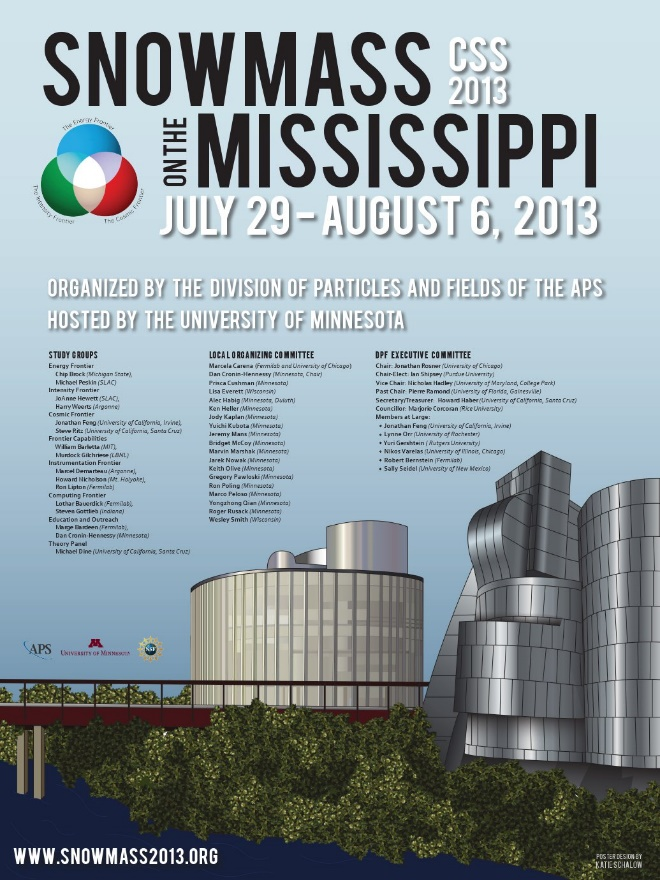 SNOWMASS CSS 2013
ON THE MISSISSIPPI
JULY 29 - AUGUST 6, 2013
The Energy Frontier
The Intensity Frontier
The Cosmic Frontier
ORGANIZED BY THE DIVISION OF PARTICLES AND FIELDS OF THE APS
HOSTED BY THE UNIVERSITY OF MINNESOTA
STUDY GROUPS
Energy Frontier
Chip Brock (Michigan State),
Michael Peskin (SLAC)
Intensity Frontier
JoAnne Hewett (SLAC),
Harry Weerts (Argonne)
Cosmic Frontier
Jonathan Feng (University of California, Irvine),
Steve Ritz (University of California, Santa Cruz)
Frontier Capabilities
William Barletta (MIT),
Murdock Gilchriese (LBNL)
Instrumentation Frontier
Marcel Demarteau (Argonne),
Howard Nicholson (Mt. Holyoke),
Ron Lipton (Fermilab)
Computing Frontier
Lothar Bauerdick (Fermilab),
Steven Gottlieb (Indiana)
Education and Outreach
Marge Bardeen (Fermilab),
Dan Cronin-Hennessy (Minnesota)
Theory Panel
Michael Dine (University of California, Santa Cruz)
LOCAL ORGANIZING COMMITTEE
Marcela Carena (Fermilab and University of Chicago)
Dan Cronin-Hennessy (Minnesota, Chair)
Prisca Cushman (Minnesota)
Lisa Everett (Wisconsin)
Alec Habig (Minnesota, Duluth)
Ken Heller (Minnesota)
Jody Kaplan (Minnesota)
Yuichi Kubota (Minnesota)
Jeremy Mans (Minnesota)
Bridget McCoy (Minnesota)
Marvin Marshak (Minnesota)
Jarek Nowak (Minnesota)
Keith Olive (Minnesota)
Gregory Pawloski (Minnesota)
Ron Poling (Minnesota)
Marco Peloso (Minnesota)
Yongzhong Qian (Minnesota)
Roger Rusack (Minnesota)
Wesley Smith (Wisconsin)
DPF EXECUTIVE COMMITTEE
Chair: Jonathan Rosner (University of Chicago)
Chair-Elect: Ian Shipsey (Purdue University)
Vice Chair: Nicholas Hadley (University of Maryland, College Park)
Past Chair: Pierre Ramond (University of Florida, Gainesville)
Secretary/Treasurer: Howard Haber (University of California, Santa Cruz)
Councillor: Marjorie Corcoran (Rice University)
Members at Large:
• Jonathan Feng (University of California, Irvine)
• Lynne Orr (University of Rochester)
• Yuri Gershtein (Rutgers University)
• Nikos Varelas (University of Illinois, Chicago)
• Robert Bernstein (Fermilab)
• Sally Seidel (University of New Mexico)
APS
UNIVERSITY OF MINNESOTA
NSF
WWW.SNOWMASS2013.ORG
POSTER DESIGN BY
KATIE SCHALOW